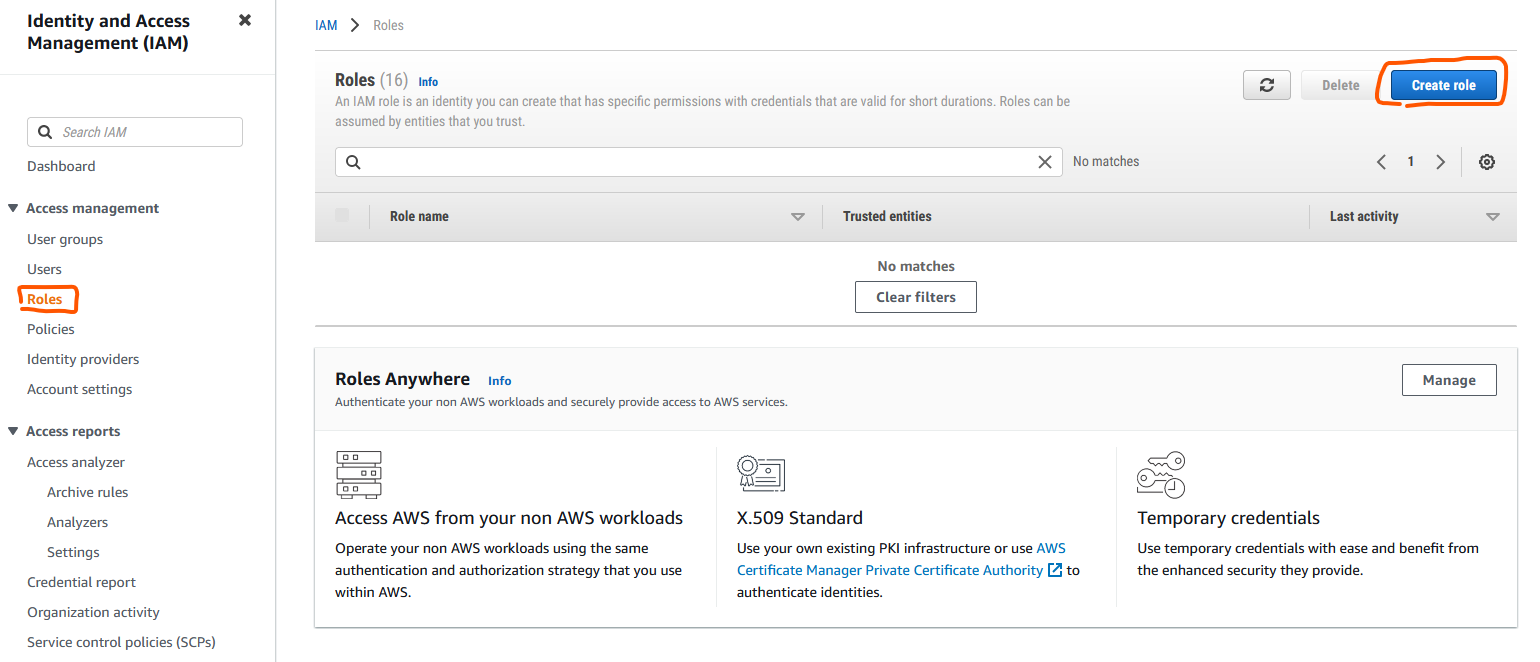 Identity and Access
Management (IAM)
Search IAM
Dashboard
Access management
User groups
Users
Roles
Policies
Identity providers
Account settings
Access reports
Access analyzer
Archive rules
Analyzers
Settings
Credential report
Organization activity
Service control policies (SCPs)
IAM > Roles
Roles (16) Info
An IAM role is an identity you can create that has specific permissions with credentials that are valid for short durations. Roles can be
assumed by entities that you trust.
Delete
Create role
No matches
1
Role name
Trusted entities
Last activity
No matches
Clear filters
Roles Anywhere Info
Authenticate your non AWS workloads and securely provide access to AWS services.
Manage
Access AWS from your non AWS workloads
Operate your non AWS workloads using the same
authentication and authorization strategy that you use
within AWS.
X.509 Standard
Use your own existing PKI infrastructure or use AWS
Certificate Manager Private Certificate Authority to
authenticate identities.
Temporary credentials
Use temporary credentials with ease and benefit from
the enhanced security they provide.